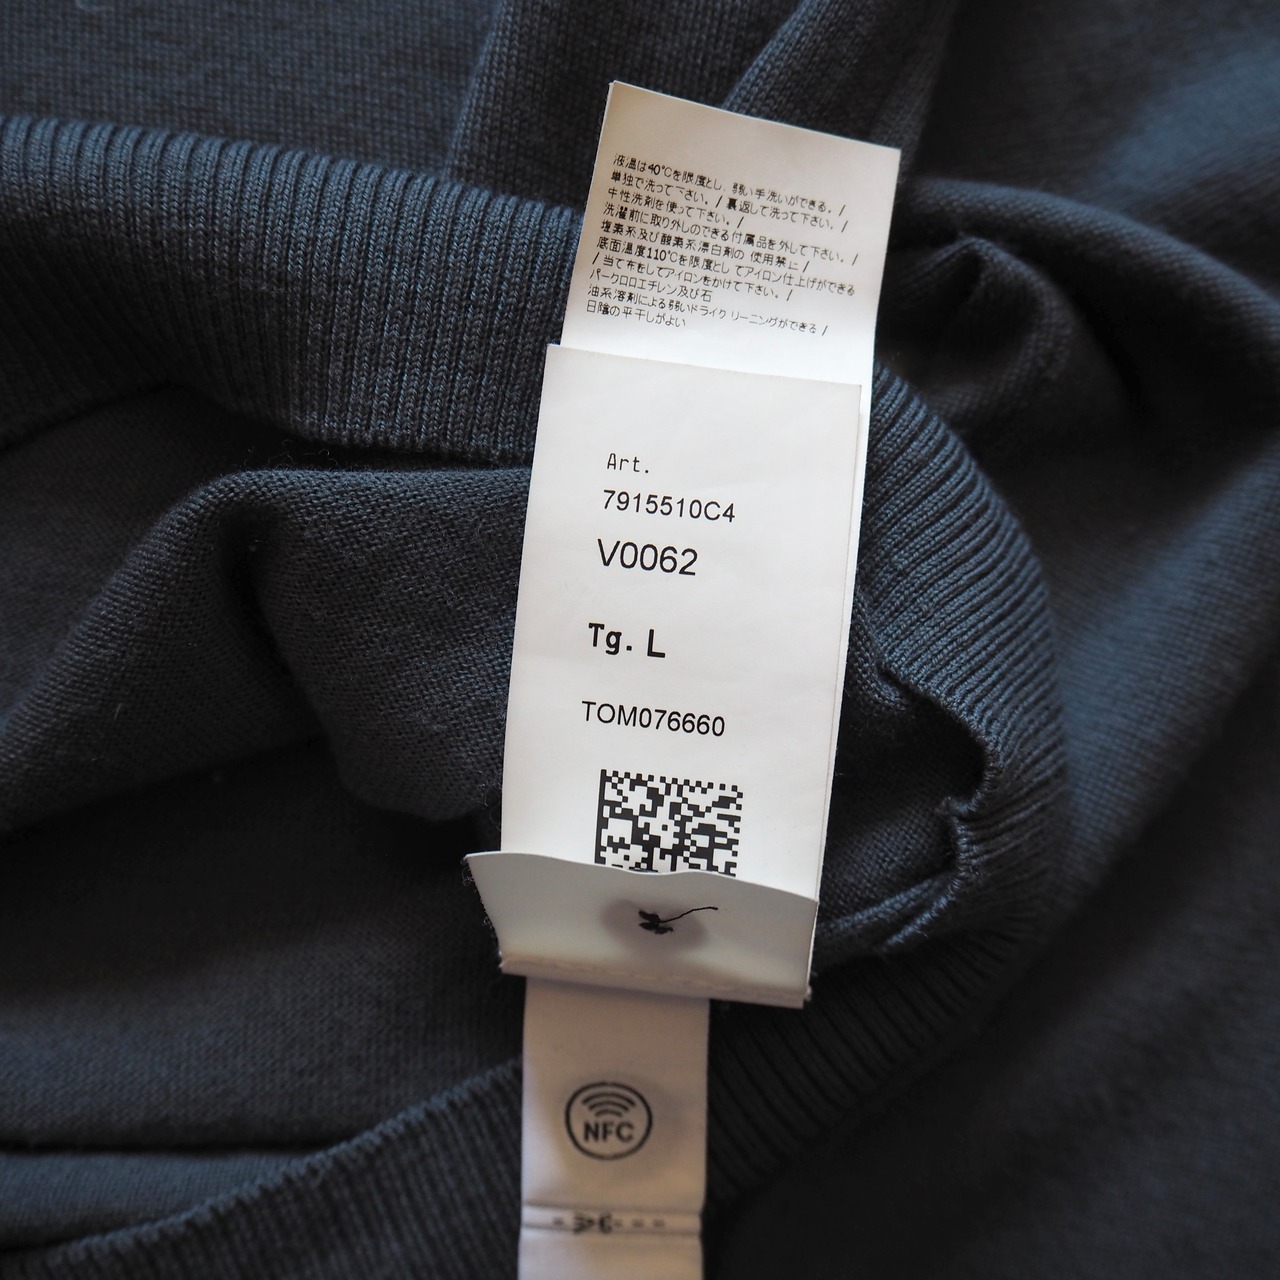 液温は40℃を限度とし、弱い手洗いができる。/
単独で洗って下さい。/ 裏返して洗って下さい。/
中性洗剤を使って下さい。/
洗濯前に取り外しのできる付属品を外して下さい。/
塩素系及び酸素系漂白剤の 使用禁止 /
底面温度110℃を限度とし てアイロン仕上げができる
/ 当て布をしてアイロンをかけて下さい。/
パークロロエチレン及び石
油系溶剤による弱いドライク リーニングができる /
日陰の平干しがよい
Art.
7915510C4
V0062
Tg. L
TOM076660
NFC